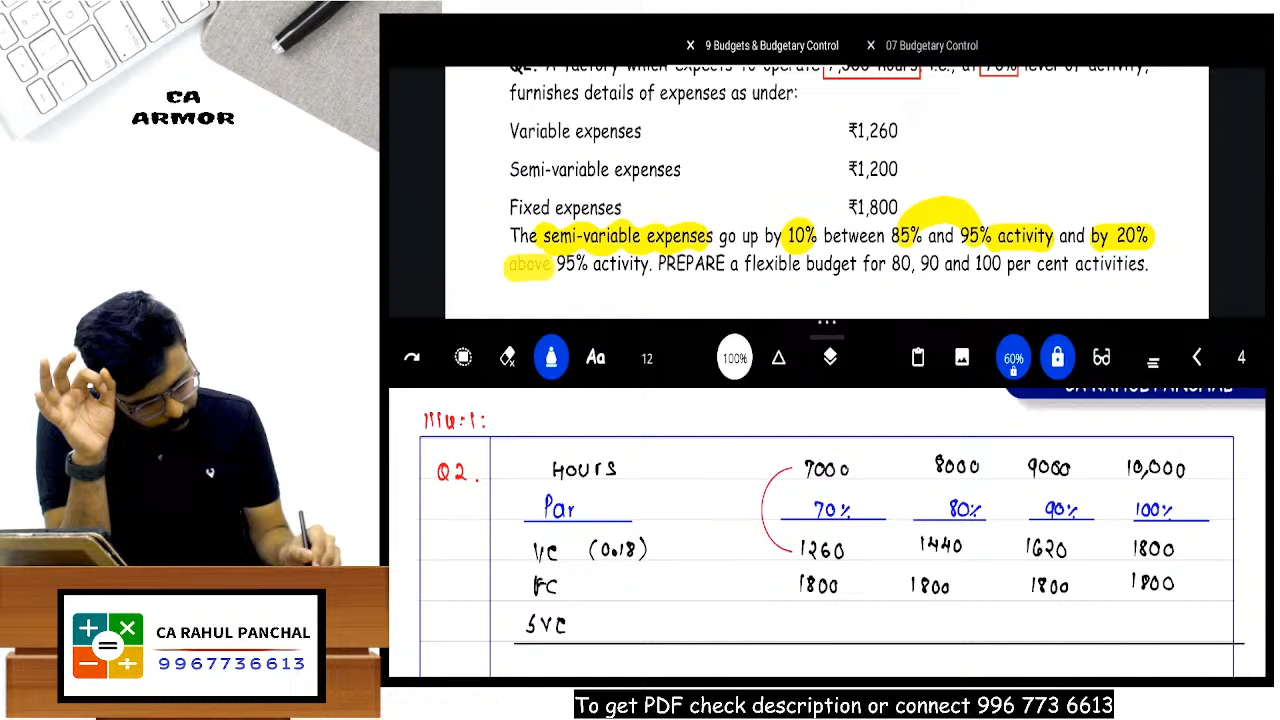 CA
ARMOR
9 Budgets & Budgetary Control
07 Budgetary Control
furnishes details of expenses as under:
Variable expenses ₹1,260
Semi-variable expenses ₹1,200
Fixed expenses ₹1,800
The semi-variable expenses go up by 10% between 85% and 95% activity and by 20%
above 95% activity. PREPARE a flexible budget for 80, 90 and 100 per cent activities.
Aa 12 100% 60% 4
CA RAHUL PANCHAL
Q2. HOURS 7000 8000 9000 10,000
Par 70% 80% 90% 100%
VC (0.18) 1260 1440 1620 1800
FC 1800 1800 1800 1800
SVC
CA RAHUL PANCHAL
9967736613
To get PDF check description or connect 996 773 6613